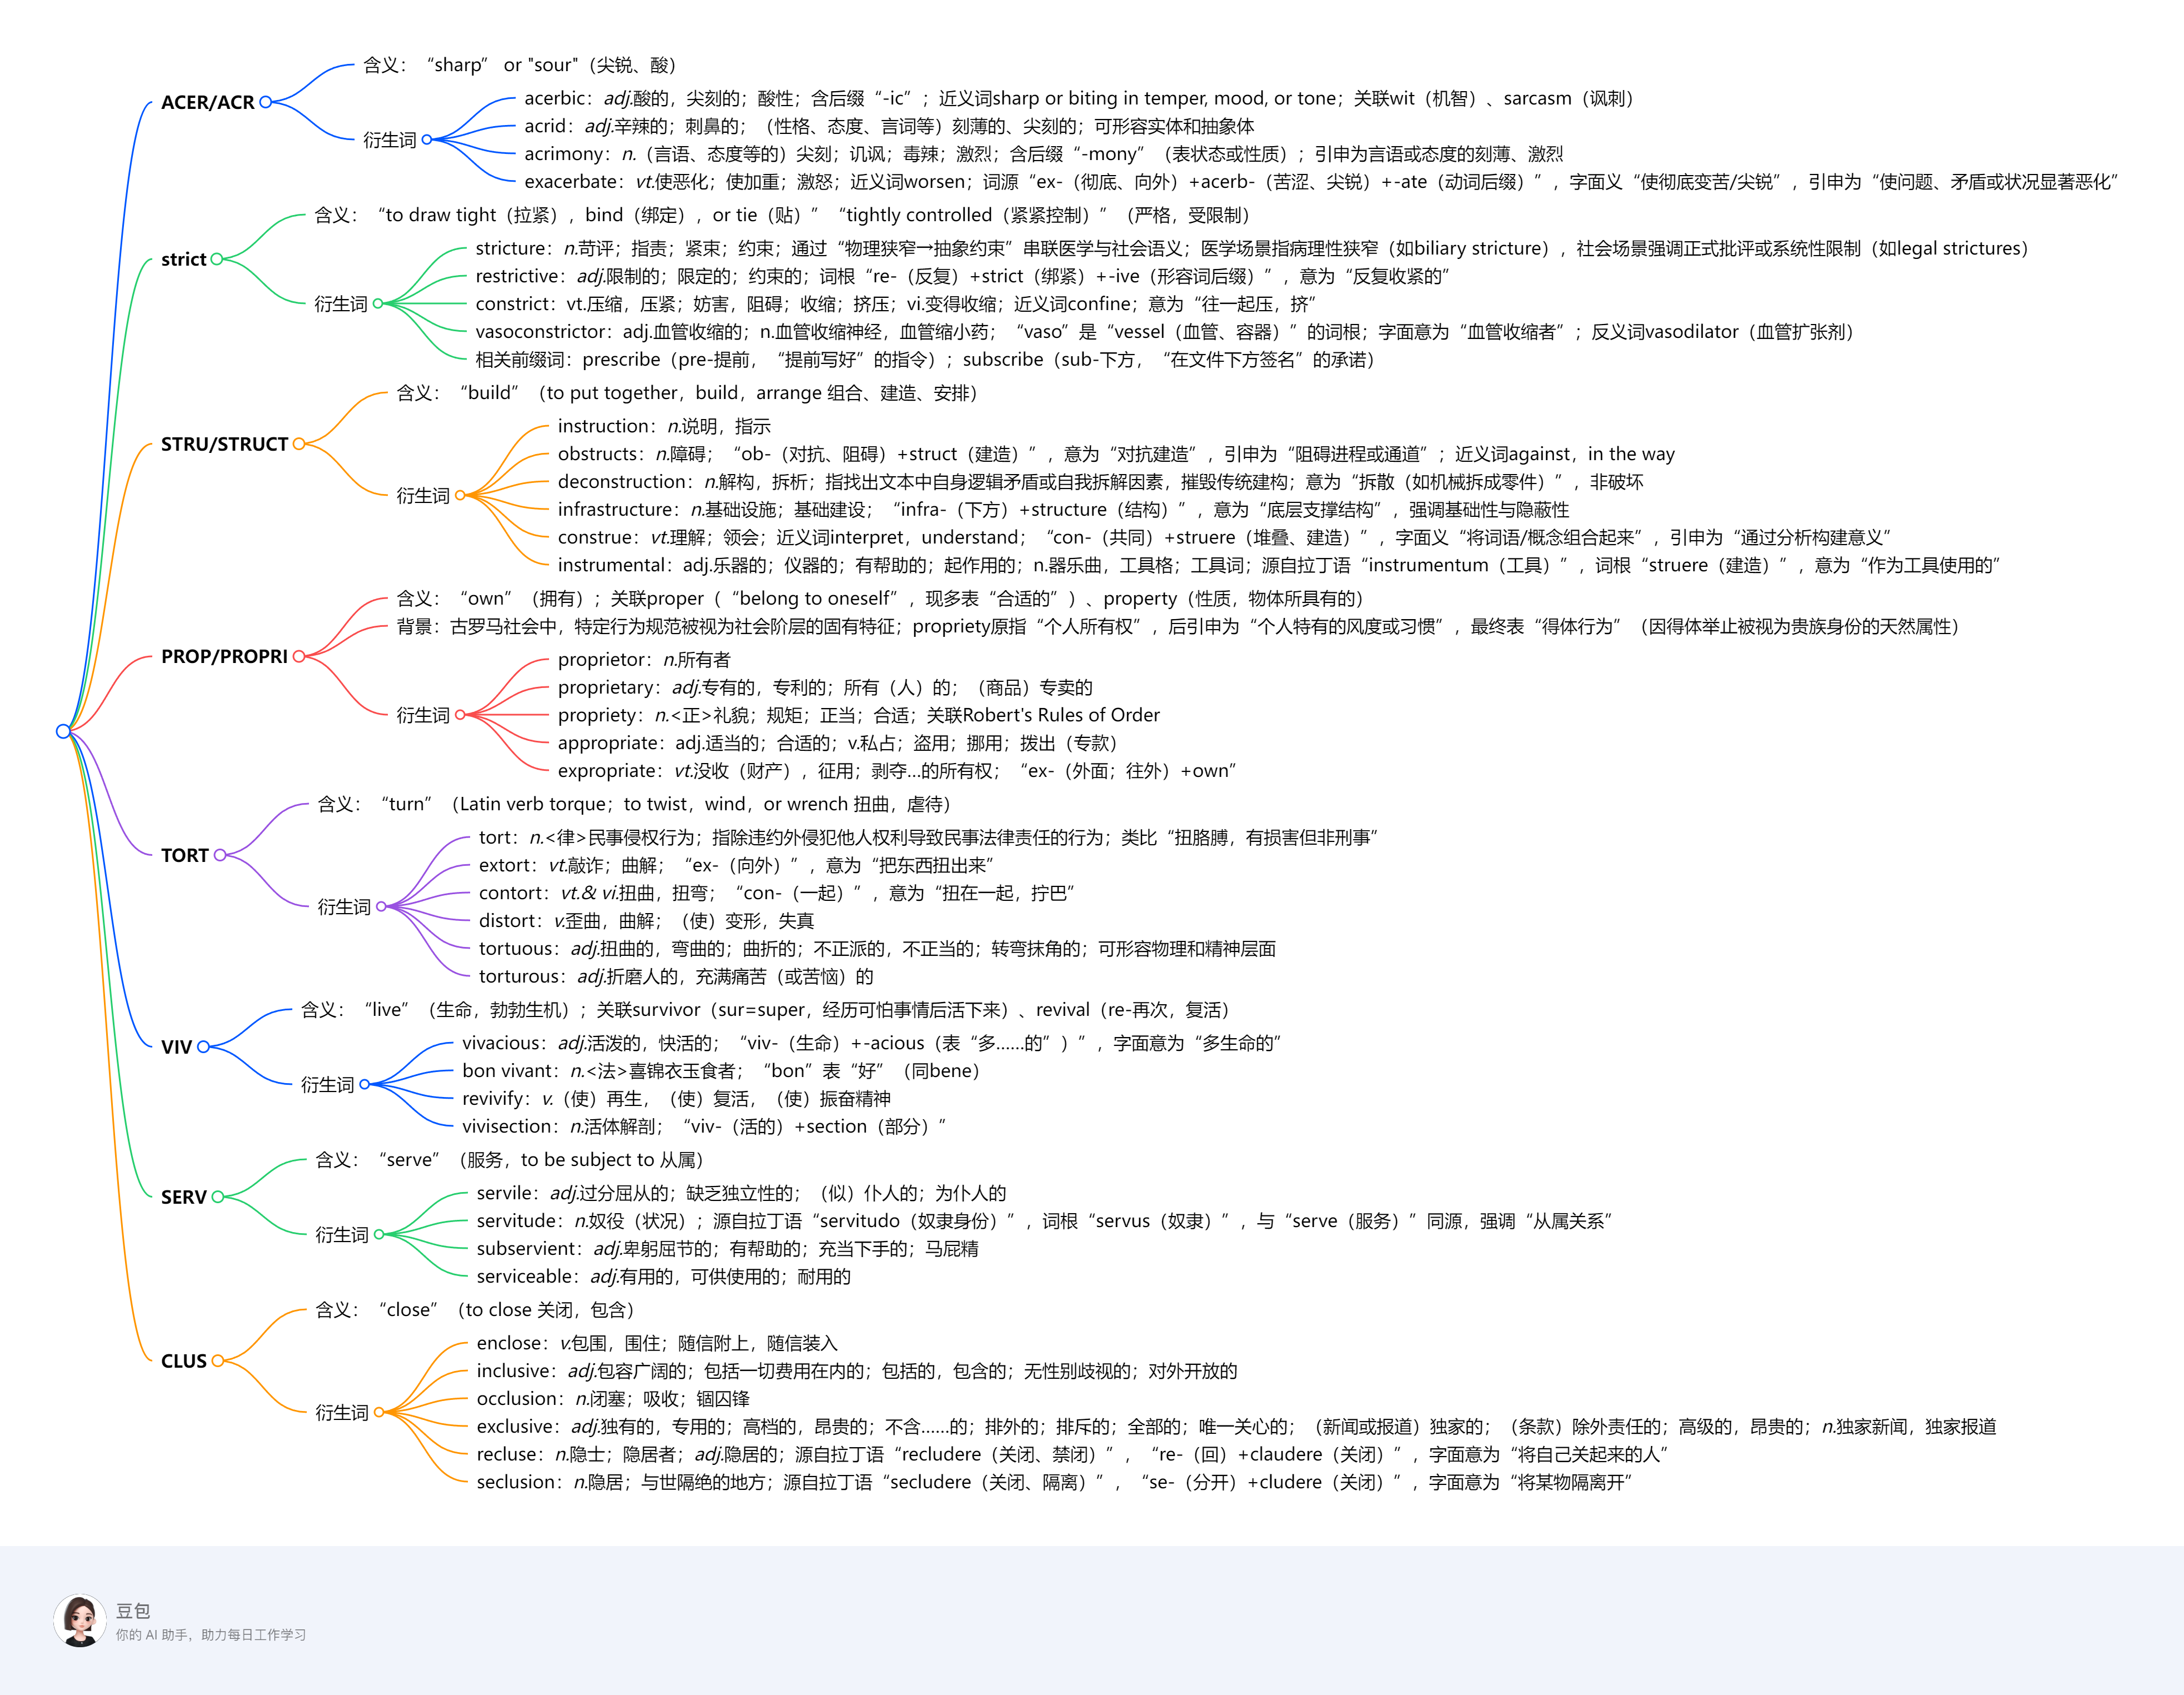 ACER/ACR
含义：“sharp” or "sour"（尖锐、酸）
衍生词
acerbic：adj.酸的，尖刻的；酸性；含后缀“-ic”；近义词sharp or biting in temper, mood, or tone；关联wit（机智）、sarcasm（讽刺）
acrid：adj.辛辣的；刺鼻的；（性格、态度、言词等）刻薄的、尖刻的；可形容实体和抽象体
acrimony：n.（言语、态度等的）尖刻；讥讽；毒辣；激烈；含后缀“-mony”（表状态或性质）；引申为言语或态度的刻薄、激烈
exacerbate：vt.使恶化；使加重；激怒；近义词worsen；词源“ex-（彻底、向外）+acerb-（苦涩、尖锐）+-ate（动词后缀）”，字面义“使彻底变苦/尖锐”，引申为“使问题、矛盾或状况显著恶化”
strict
含义：“to draw tight（拉紧），bind（绑定），or tie（贴）”“tightly controlled（紧紧控制）”（严格，受限制）
衍生词
stricture：n.苛评；指责；紧束；约束；通过“物理狭窄→抽象约束”串联医学与社会语义；医学场景指病理性狭窄（如biliary stricture），社会场景强调正式批评或系统性限制（如legal strictures）
restrictive：adj.限制的；限定的；约束的；词根“re-（反复）+strict（绑紧）+-ive（形容词后缀）”，意为“反复收紧的”
constrict：vt.压缩，压紧；妨害，阻碍；收缩；挤压；vi.变得收缩；近义词confine；意为“往一起压，挤”
vasoconstrictor：adj.血管收缩的；n.血管收缩神经，血管缩小药；“vaso”是“vessel（血管、容器）”的词根；字面意为“血管收缩者”；反义词vasodilator（血管扩张剂）
相关前缀词：prescribe（pre-提前，“提前写好”的指令）；subscribe（sub-下方，“在文件下方签名”的承诺）
STRU/STRUCT
含义：“build”（to put together，build，arrange 组合、建造、安排）
衍生词
instruction：n.说明，指示
obstructs：n.障碍；“ob-（对抗、阻碍）+struct（建造）”，意为“对抗建造”，引申为“阻碍进程或通道”；近义词against，in the way
deconstruction：n.解构，拆析；指找出文本中自身逻辑矛盾或自我拆解因素，摧毁传统建构；意为“拆散（如机械拆成零件）”，非破坏
infrastructure：n.基础设施；基础建设；“infra-（下方）+structure（结构）”，意为“底层支撑结构”，强调基础性与隐蔽性
construe：vt.理解；领会；近义词interpret，understand；“con-（共同）+struere（堆叠、建造）”，字面义“将词语/概念组合起来”，引申为“通过分析构建意义”
instrumental：adj.乐器的；仪器的；有帮助的；起作用的；n.器乐曲，工具格；工具词；源自拉丁语“instrumentum（工具）”，词根“struere（建造）”，意为“作为工具使用的”
PROP/PROPRI
含义：“own”（拥有）；关联proper（“belong to oneself”，现多表“合适的”）、property（性质，物体所具有的）
背景：古罗马社会中，特定行为规范被视为社会阶层的固有特征；propriety原指“个人所有权”，后引申为“个人特有的风度或习惯”，最终表“得体行为”（因得体举止被视为贵族身份的天然属性）
衍生词
proprietor：n.所有者
proprietary：adj.专有的，专利的；所有（人）的；（商品）专卖的
propriety：n.<正>礼貌；规矩；正当；合适；关联Robert's Rules of Order
appropriate：adj.适当的；合适的；v.私占；盗用；挪用；拨出（专款）
expropriate：vt.没收（财产），征用；剥夺...的所有权；“ex-（外面；往外）+own”
TORT
含义：“turn”（Latin verb torque；to twist，wind，or wrench 扭曲，虐待）
衍生词
tort：n.<律>民事侵权行为；指除违约外侵犯他人权利导致民事法律责任的行为；类比“扭胳膊，有损害但非刑事”
extort：vt.敲诈；曲解；“ex-（向外）”，意为“把东西扭出来”
contort：vt.& vi.扭曲，扭弯；“con-（一起）”，意为“扭在一起，拧巴”
distort：v.歪曲，曲解；（使）变形，失真
tortuous：adj.扭曲的，弯曲的；曲折的；不正派的，不正当的；转弯抹角的；可形容物理和精神层面
torturous：adj.折磨人的，充满痛苦（或苦恼）的
VIV
含义：“live”（生命，勃勃生机）；关联survivor（sur=super，经历可怕事情后活下来）、revival（re-再次，复活）
衍生词
vivacious：adj.活泼的，快活的；“viv-（生命）+-acious（表“多......的”）”，字面意为“多生命的”
bon vivant：n.<法>喜锦衣玉食者；“bon”表“好”（同bene）
revivify：v.（使）再生，（使）复活，（使）振奋精神
vivisection：n.活体解剖；“viv-（活的）+section（部分）”
SERV
含义：“serve”（服务，to be subject to 从属）
衍生词
servile：adj.过分屈从的；缺乏独立性的；（似）仆人的；为仆人的
servitude：n.奴役（状况）；源自拉丁语“servitudo（奴隶身份）”，词根“servus（奴隶）”，与“serve（服务）”同源，强调“从属关系”
subservient：adj.卑躬屈节的；有帮助的；充当下手的；马屁精
serviceable：adj.有用的，可供使用的；耐用的
CLUS
含义：“close”（to close 关闭，包含）
衍生词
enclose：v.包围，围住；随信附上，随信装入
inclusive：adj.包容广阔的；包括一切费用在内的；包括的，包含的；无性别歧视的；对外开放的
occlusion：n.闭塞；吸收；锢囚锋
exclusive：adj.独有的，专用的；高档的，昂贵的；不含......的；排外的；排斥的；全部的；唯一关心的；（新闻或报道）独家的；（条款）除外责任的；高级的，昂贵的；n.独家新闻，独家报道
recluse：n.隐士；隐居者；adj.隐居的；源自拉丁语“recludere（关闭、禁闭）”，“re-（回）+claudere（关闭）”，字面意为“将自己关起来的人”
seclusion：n.隐居；与世隔绝的地方；源自拉丁语“secludere（关闭、隔离）”，“se-（分开）+cludere（关闭）”，字面意为“将某物隔离开”
豆包
你的 AI 助手，助力每日工作学习